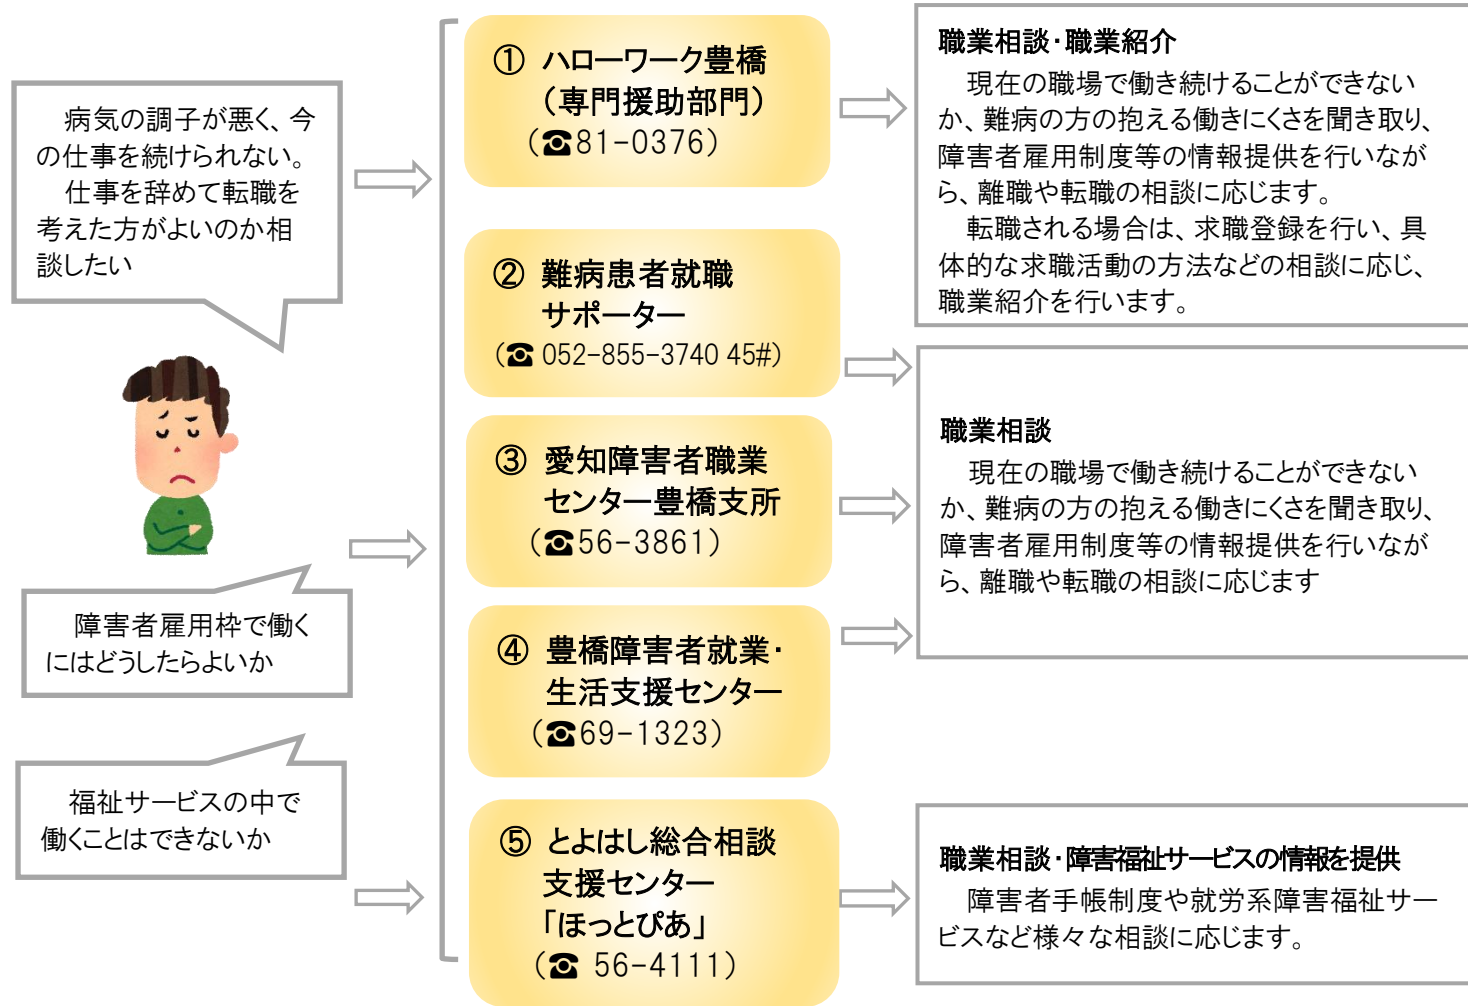 病気の調子が悪く、今
の仕事を続けられない。
仕事を辞めて転職を
考えた方がよいのか相
談したい
障害者雇用枠で働く
にはどうしたらよいか
福祉サービスの中で
働くことはできないか
① ハローワーク豊橋
（専門援助部門）
（☎81-0376）
② 難病患者就職
サポーター
（☎ 052-855-3740 45#）
③ 愛知障害者職業
センター豊橋支所
（☎56-3861）
④ 豊橋障害者就業・
生活支援センター
（☎69-1323）
⑤ とよはし総合相談
支援センター
「ほっとぴあ」
（☎ 56-4111）
職業相談・職業紹介
現在の職場で働き続けることができない
か、難病の方の抱える働きにくさを聞き取り、
障害者雇用制度等の情報提供を行いなが
ら、離職や転職の相談に応じます。
転職される場合は、求職登録を行い、具
体的な求職活動の方法などの相談に応じ、
職業紹介を行います。
職業相談
現在の職場で働き続けることができない
か、難病の方の抱える働きにくさを聞き取り、
障害者雇用制度等の情報提供を行いなが
ら、離職や転職の相談に応じます
職業相談・障害福祉サービスの情報を提供
障害者手帳制度や就労系障害福祉サー
ビスなど様々な相談に応じます。